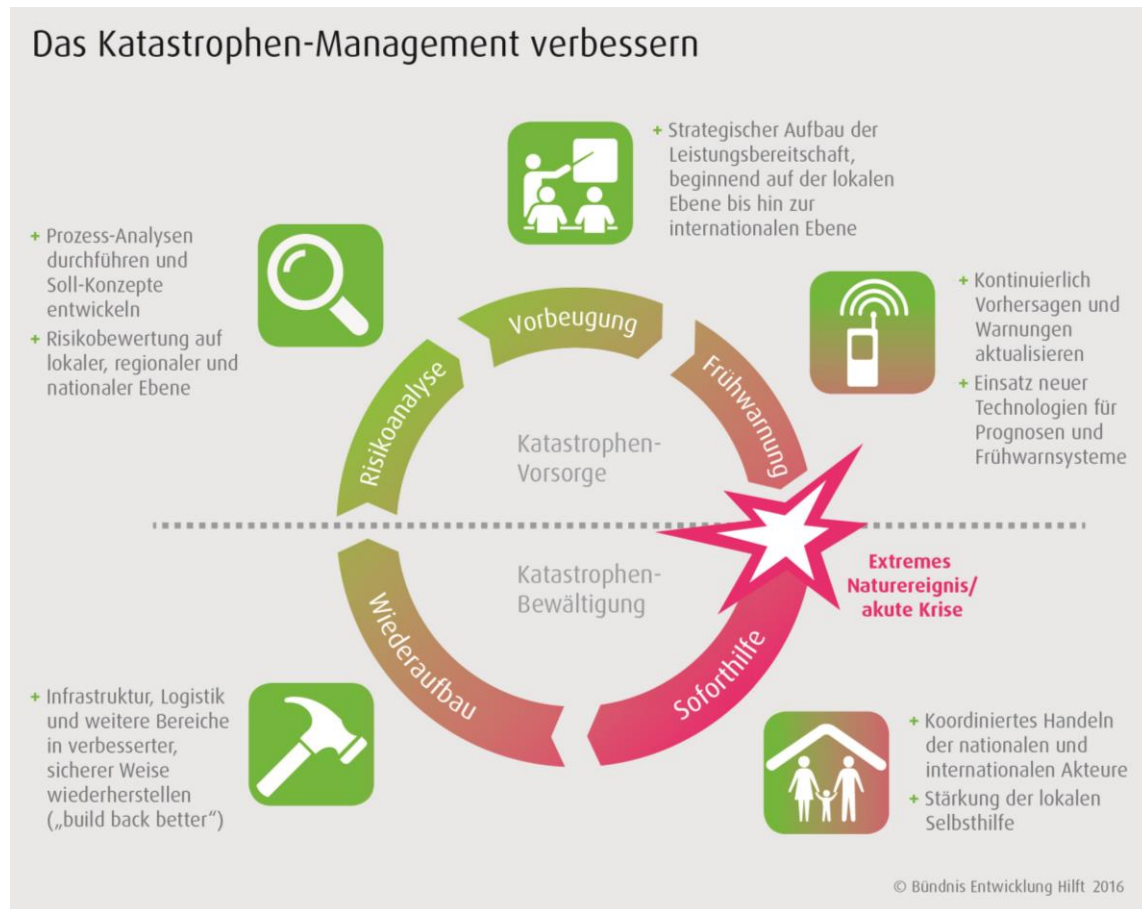 Das Katastrophen-Management verbessern
+ Strategischer Aufbau der
Leistungsbereitschaft,
beginnend auf der lokalen
Ebene bis hin zur
internationalen Ebene
+ Prozess-Analysen
durchführen und
Soll-Konzepte
entwickeln
+ Risikobewertung auf
lokaler, regionaler und
nationaler Ebene
+ Kontinuierlich
Vorhersagen und
Warnungen
aktualisieren
+ Einsatz neuer
Technologien für
Prognosen und
Frühwarnsysteme
Risikoanalyse
Vorbeugung
Frühwarnung
Katastrophen-
Vorsorge
Katastrophen-
Bewältigung
Extremes
Naturereignis/
akute Krise
Wiederaufbau
Soforthilfe
+ Infrastruktur, Logistik
und weitere Bereiche
in verbesserter,
sicherer Weise
wiederherstellen
(„build back better“)
+ Koordiniertes Handeln
der nationalen und
internationalen Akteure
+ Stärkung der lokalen
Selbsthilfe
© Bündnis Entwicklung Hilft 2016